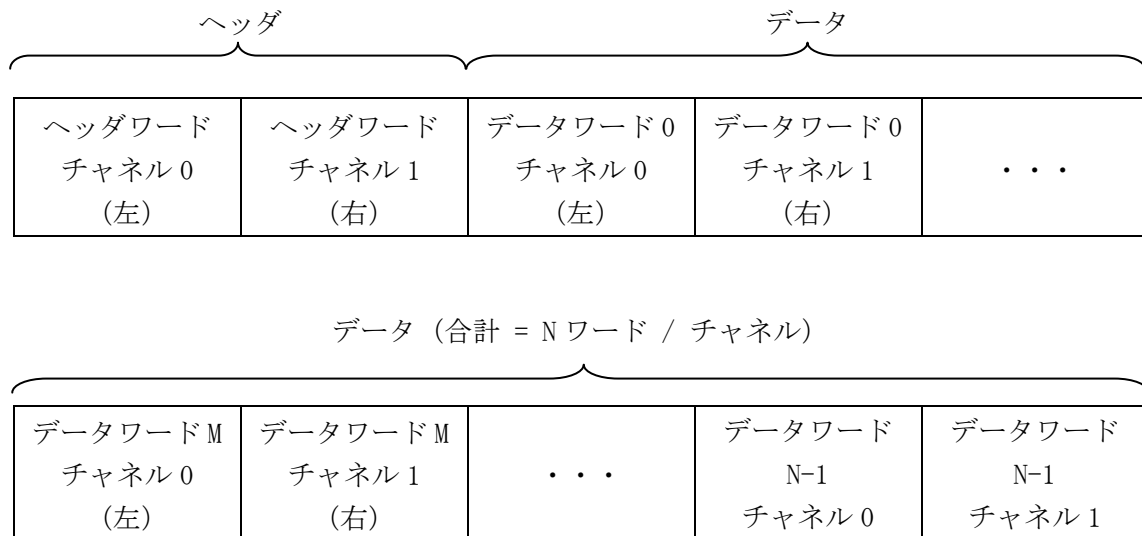 ヘッダ データ
ヘッダワード
チャネル 0
(左)
ヘッダワード
チャネル 1
(右)
データワード 0
チャネル 0
(左)
データワード 0
チャネル 1
(右)
・・・
データ (合計 = N ワード / チャネル)
データワード M
チャネル 0
(左)
データワード M
チャネル 1
(右)
・・・
データワード
N-1
チャネル 0
データワード
N-1
チャネル 1